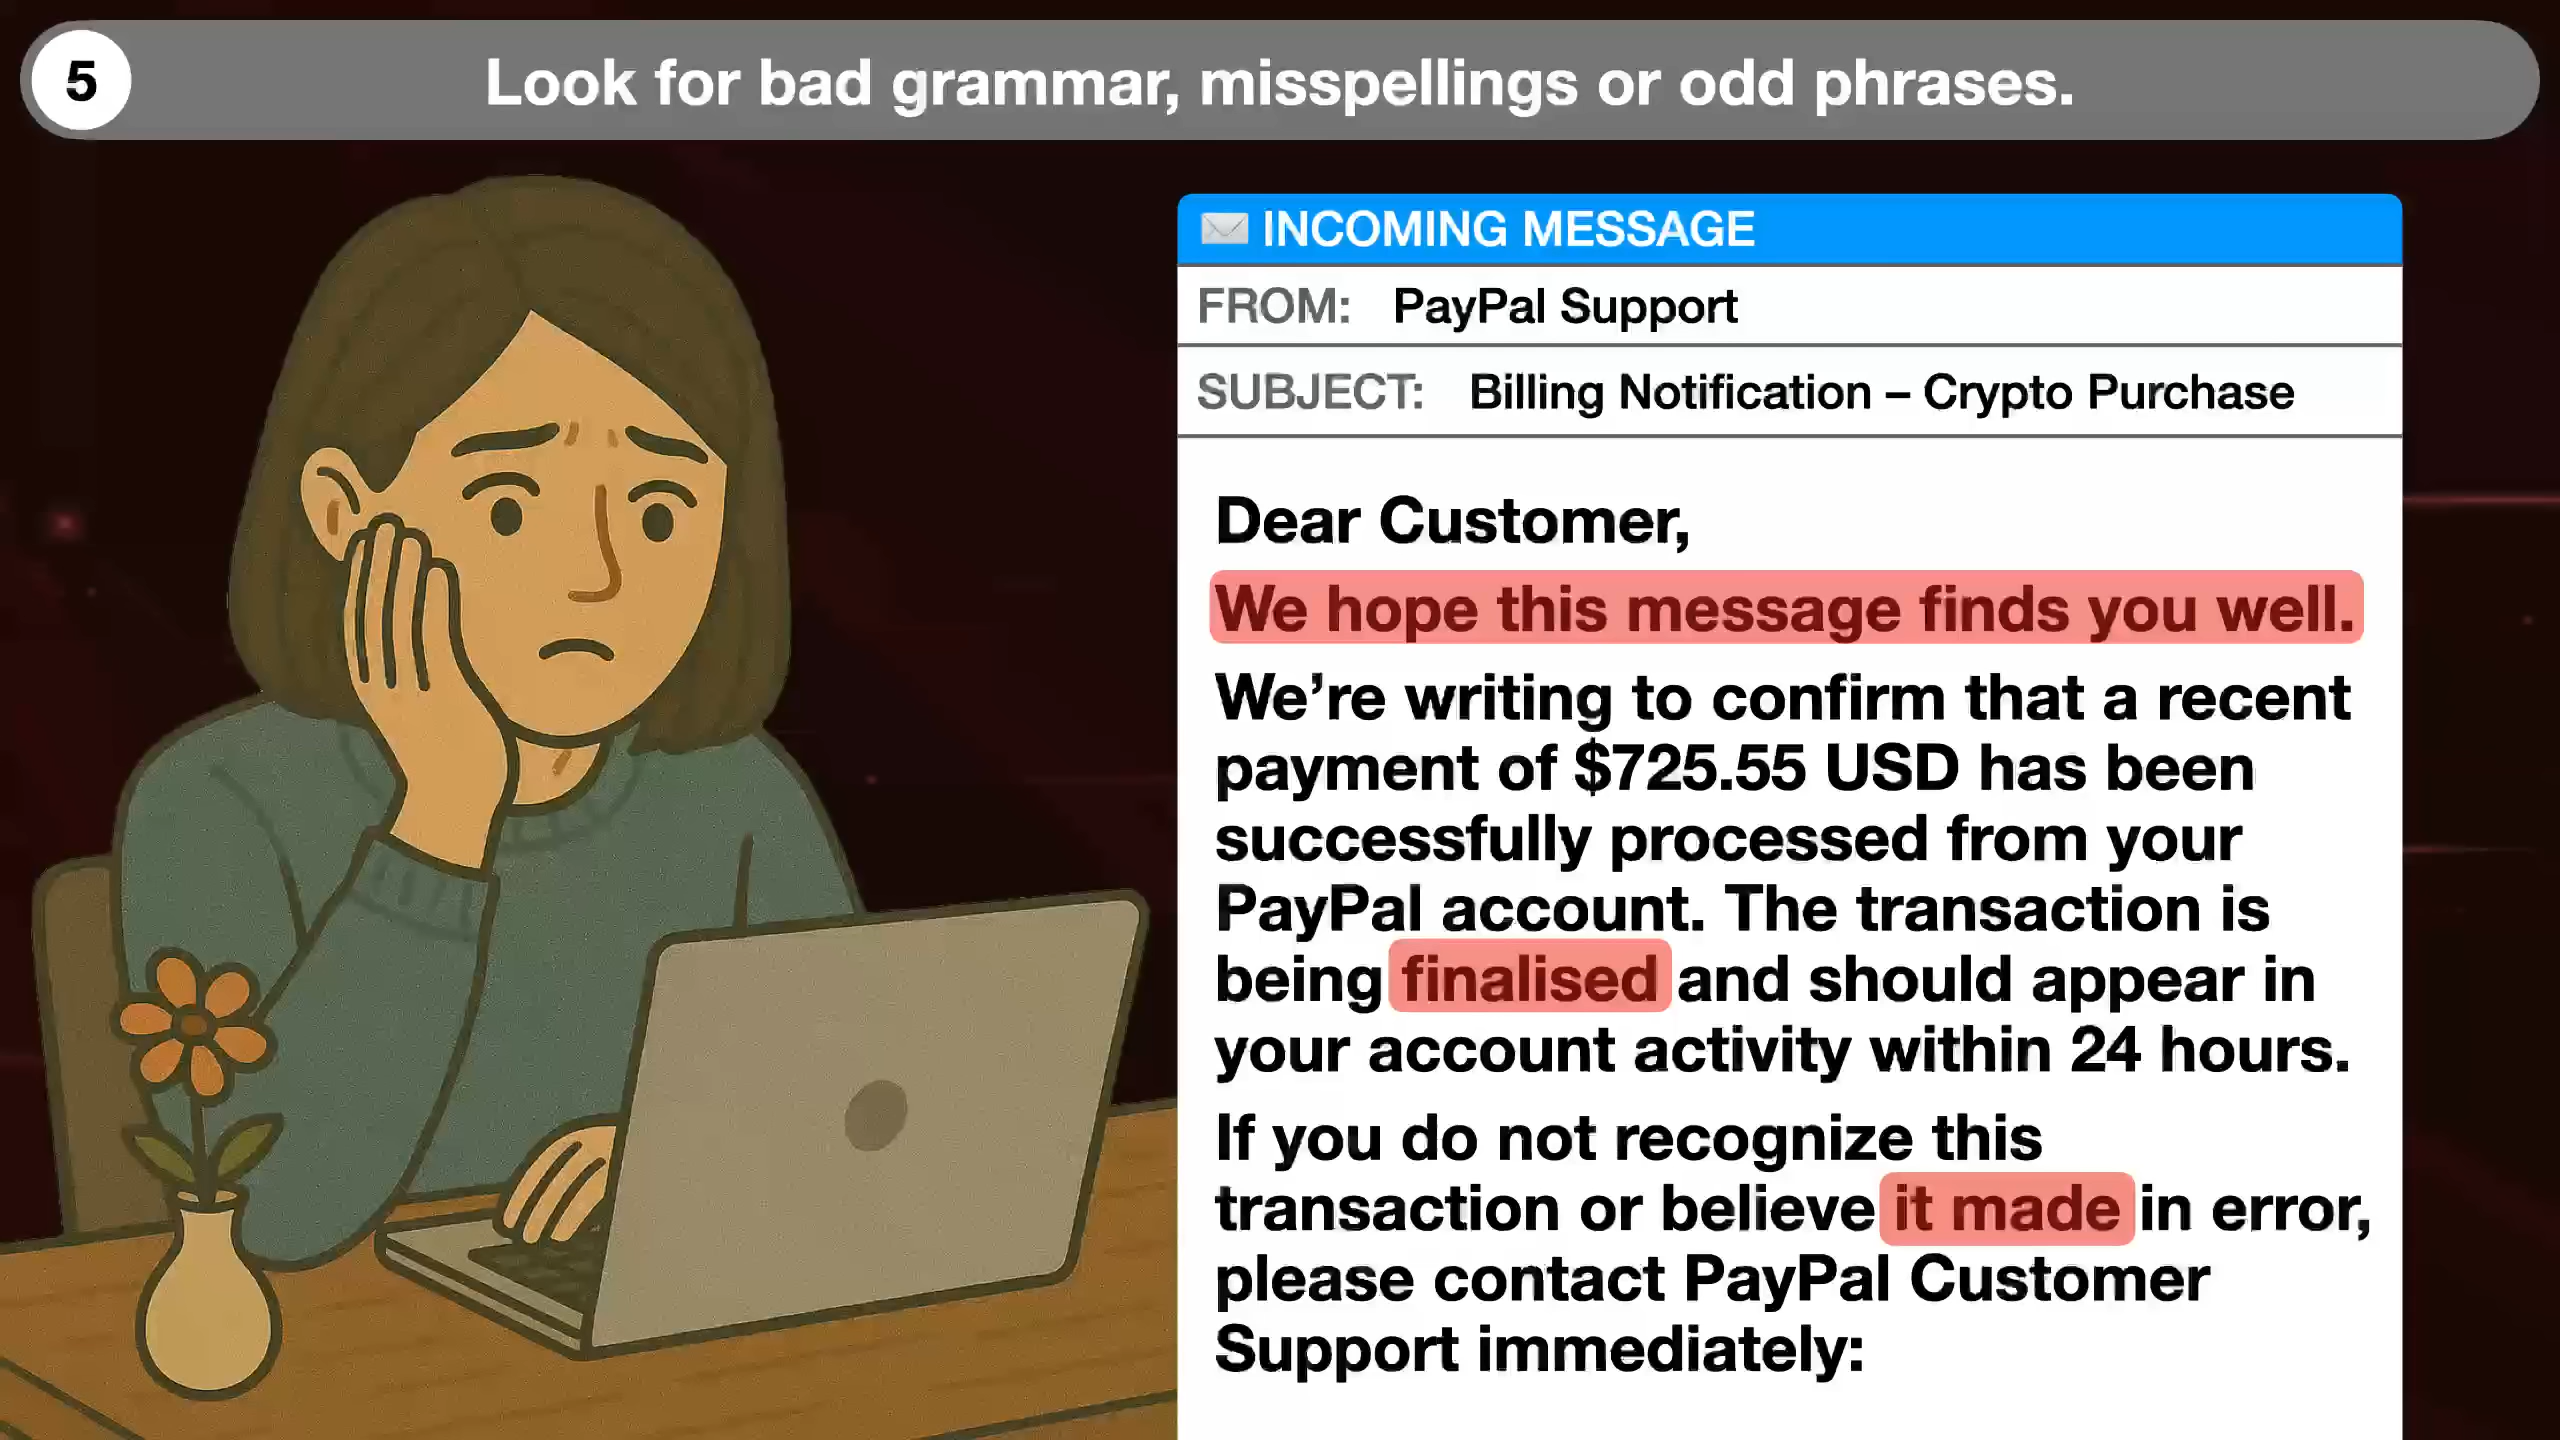 5
Look for bad grammar, misspellings or odd phrases.
INCOMING MESSAGE
FROM: PayPal Support
SUBJECT: Billing Notification – Crypto Purchase
Dear Customer,
We hope this message finds you well.
We’re writing to confirm that a recent
payment of $725.55 USD has been
successfully processed from your
PayPal account. The transaction is
being finalised and should appear in
your account activity within 24 hours.
If you do not recognize this
transaction or believe it made in error,
please contact PayPal Customer
Support immediately: